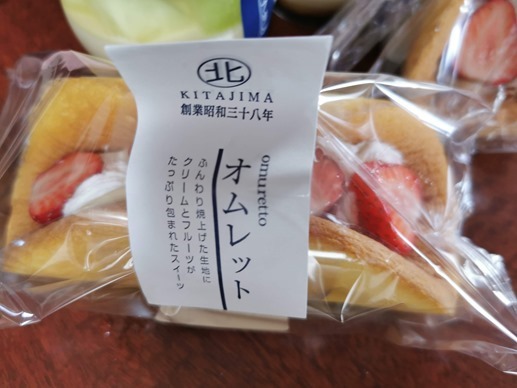 北
KITAJIMA
創業昭和三十八年
omuretto
オムレット
ふんわり焼上げた生地に
クリームとフルーツが
たっぷり包まれたスイーツ